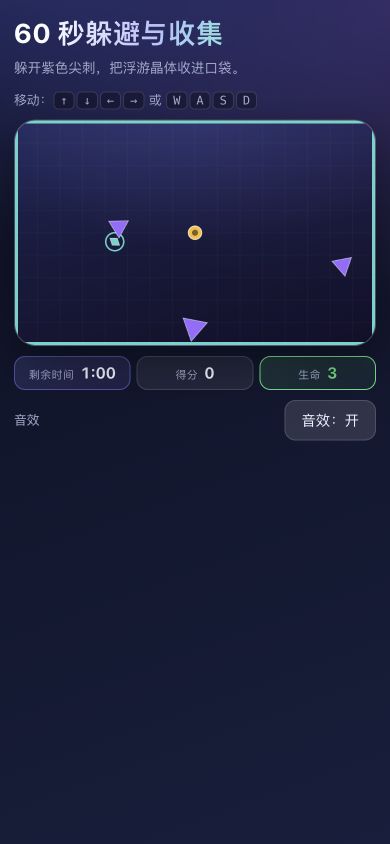 60 秒躲避与收集
躲开紫色尖刺，把浮游晶体收进口袋。
移动： ↑ ↓ ← → 或 W A S D
剩余时间 1:00 得分 0 生命 3
音效 音效：开